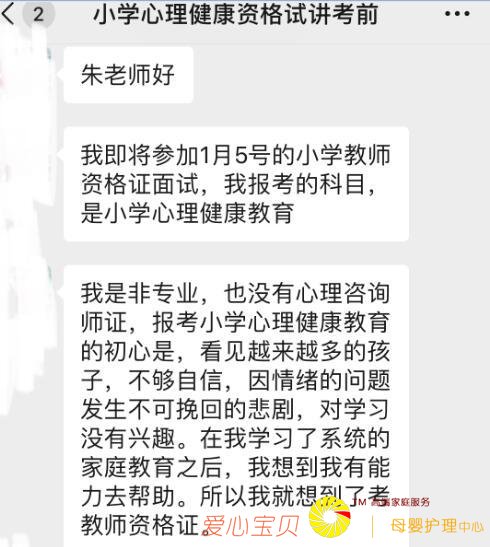 2
小学心理健康资格试讲考前
朱老师好
我即将参加1月5号的小学教师
资格证面试，我报考的科目，
是小学心理健康教育
我是非专业，也没有心理咨询
师证，报考小学心理健康教育
的初心是，看见越来越多的孩
子，不够自信，因情绪的问题
发生不可挽回的悲剧，对学习
没有兴趣。在我学习了系统的
家庭教育之后，我想到我有能
力去帮助。所以我就想到了考
教师资格证。
爱心宝贝
TM 高端家庭服务
母婴护理中心